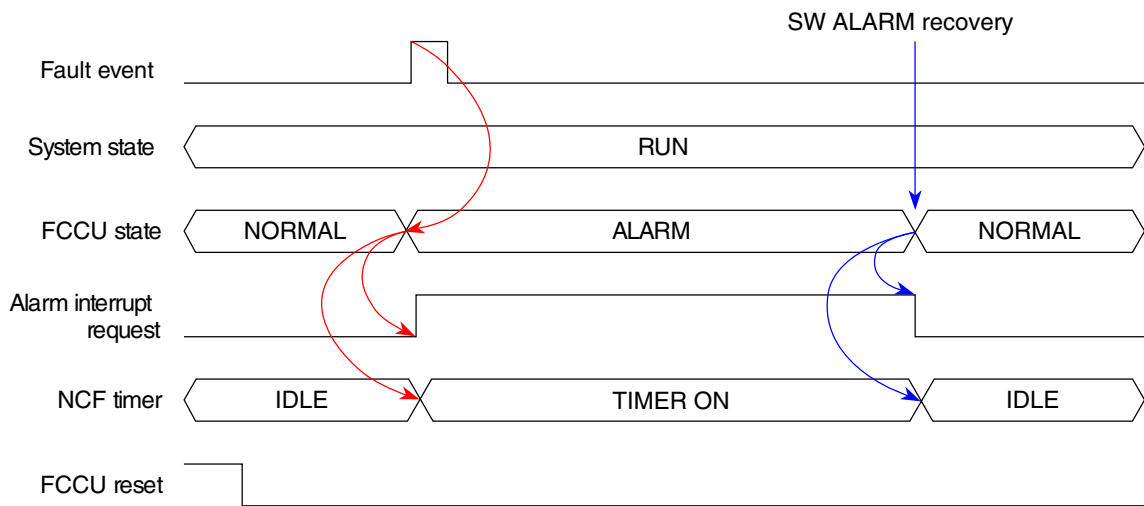 SW ALARM recovery
Fault event
System state
RUN
FCCU state
NORMAL
ALARM
NORMAL
Alarm interrupt
request
NCF timer
IDLE
TIMER ON
IDLE
FCCU reset